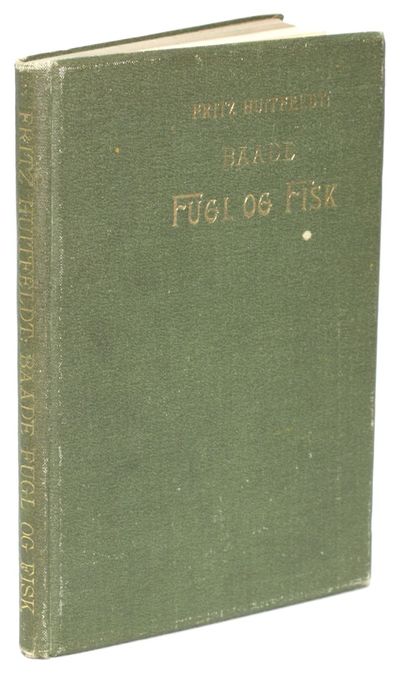 FRITZ HUITFELDT:
BAADE
FUGL OG FISK
FRITZ HUITFELDT: BAADE FUGL OG FISK